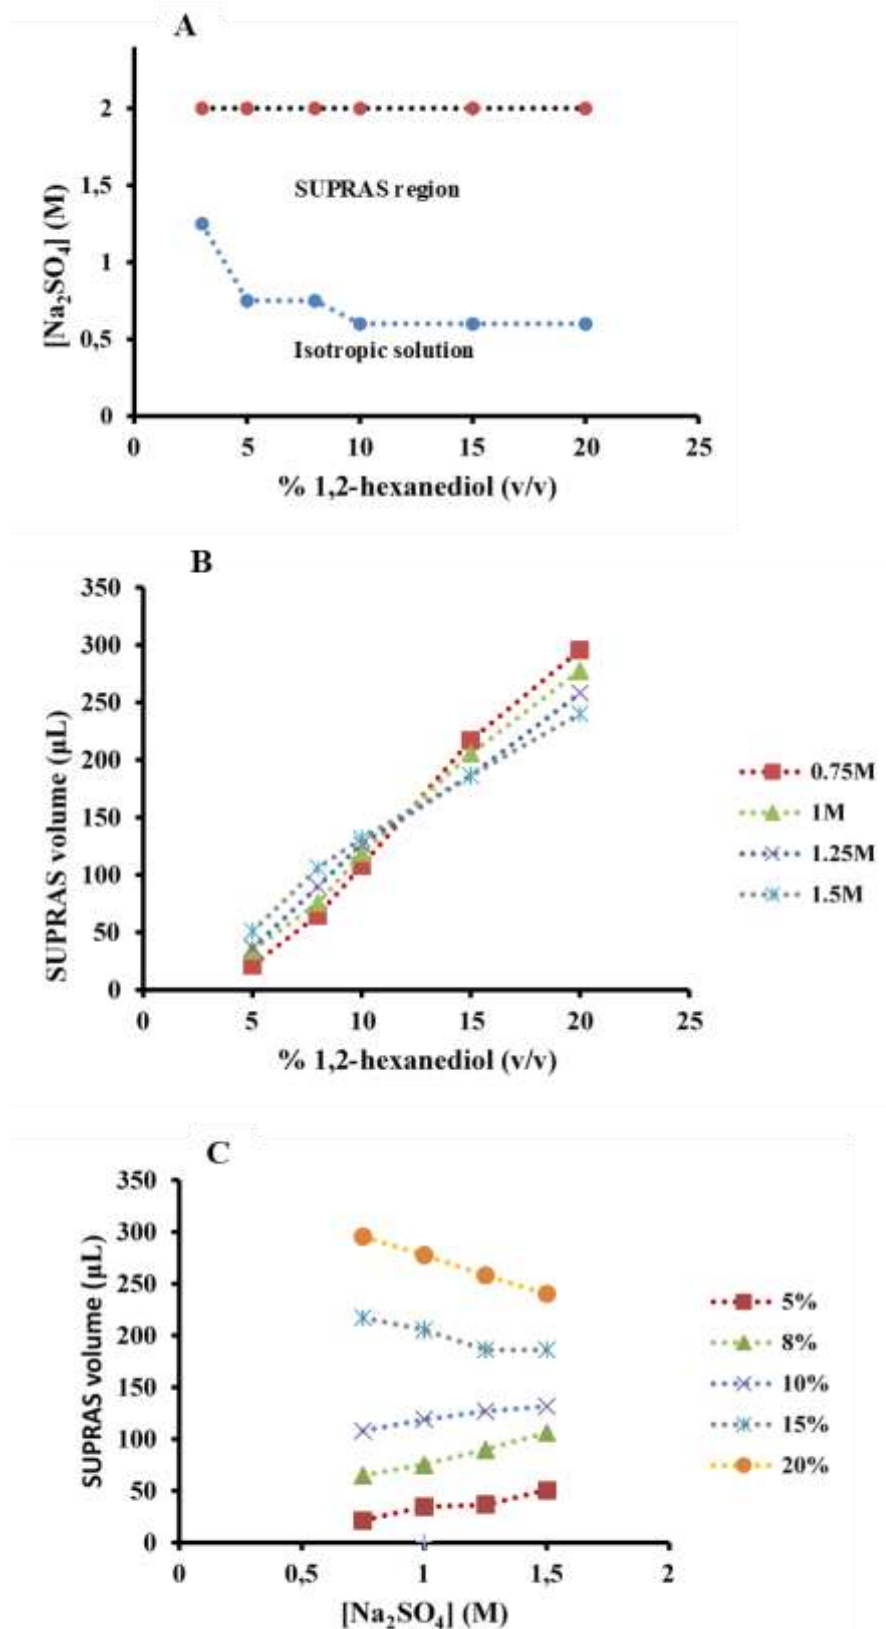 A
[Na₂SO₄] (M)
2
1,5
1
0,5
0
SUPRAS region
Isotropic solution
0 5 10 15 20 25
% 1,2-hexanediol (v/v)
B
SUPRAS volume (µL)
350
300
250
200
150
100
50
0
0 5 10 15 20 25
% 1,2-hexanediol (v/v)
0.75M
1M
1.25M
1.5M
C
SUPRAS volume (µL)
350
300
250
200
150
100
50
0
0 0,5 1 1,5 2
[Na₂SO₄] (M)
5%
8%
10%
15%
20%